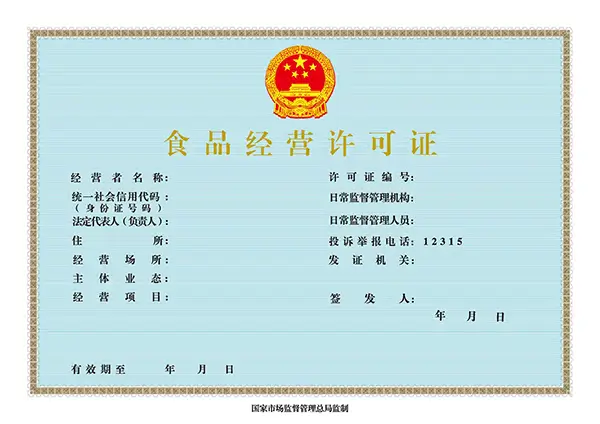 食品经营许可证
经营者名称:
统一社会信用代码:
(身份证号码)
法定代表人(负责人):
住所:
经营场所:
主体业态:
经营项目:
有效期至 年 月 日
许可证编号:
日常监督管理机构:
日常监督管理人员:
投诉举报电话: 12315
发证机关:
签发人:
年 月 日
国家市场监督管理总局监制